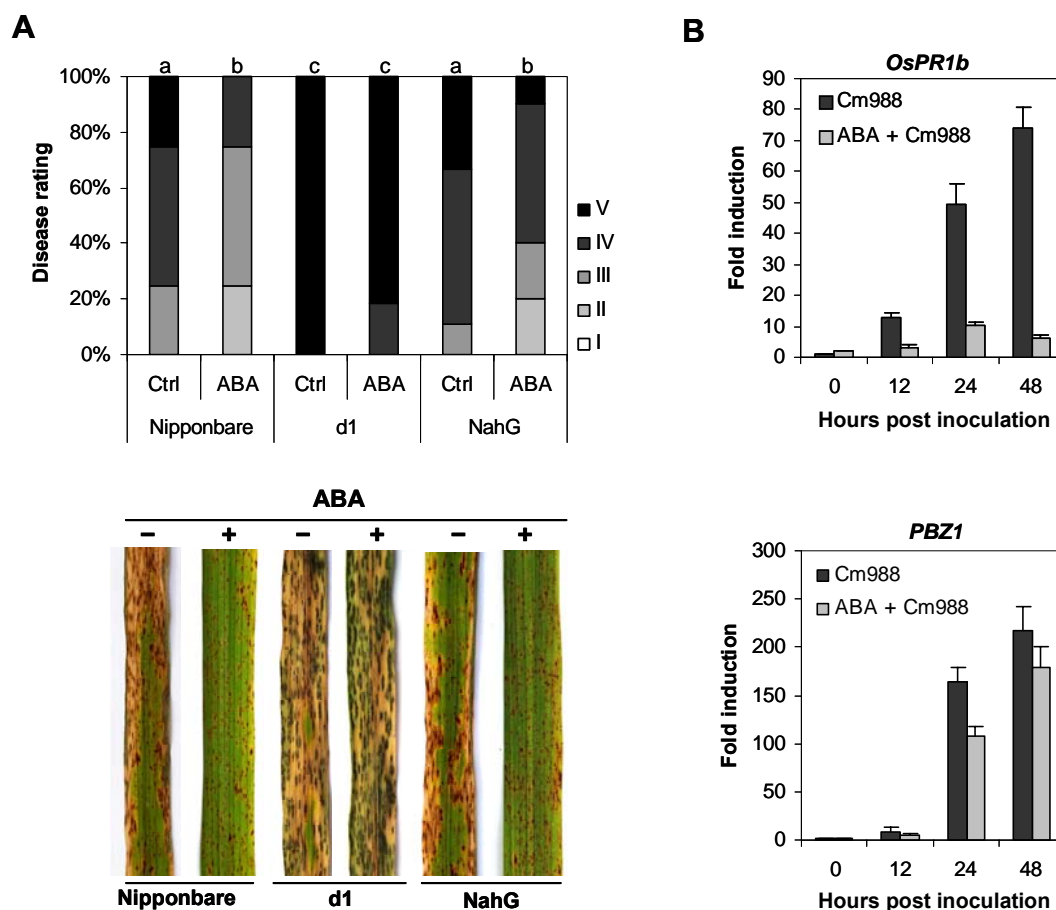 A
a b c c a b
100%
80%
60%
40%
20%
0%
Disease rating
V
IV
III
II
I
Ctrl ABA Ctrl ABA Ctrl ABA
Nipponbare d1 NahG
ABA
– + – + – +
Nipponbare d1 NahG
B
OsPR1b
90
80
70
60
50
40
30
20
10
0
Fold induction
Cm988
ABA + Cm988
0 12 24 48
Hours post inoculation
PBZ1
300
250
200
150
100
50
0
Fold induction
Cm988
ABA + Cm988
0 12 24 48
Hours post inoculation